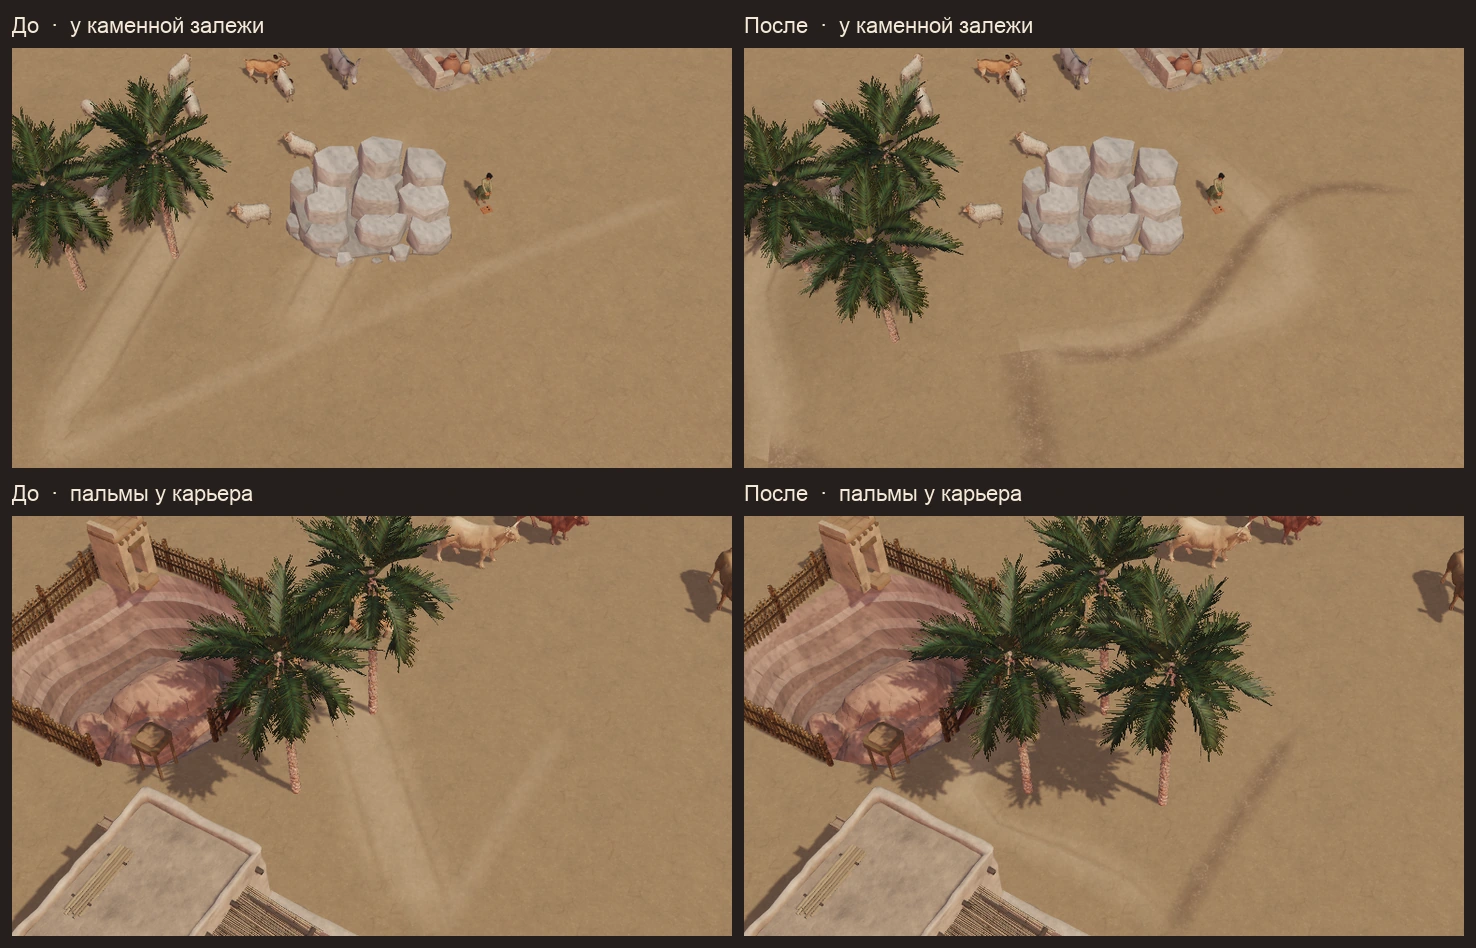 До · у каменной залежи
После · у каменной залежи
До · пальмы у карьера
После · пальмы у карьера